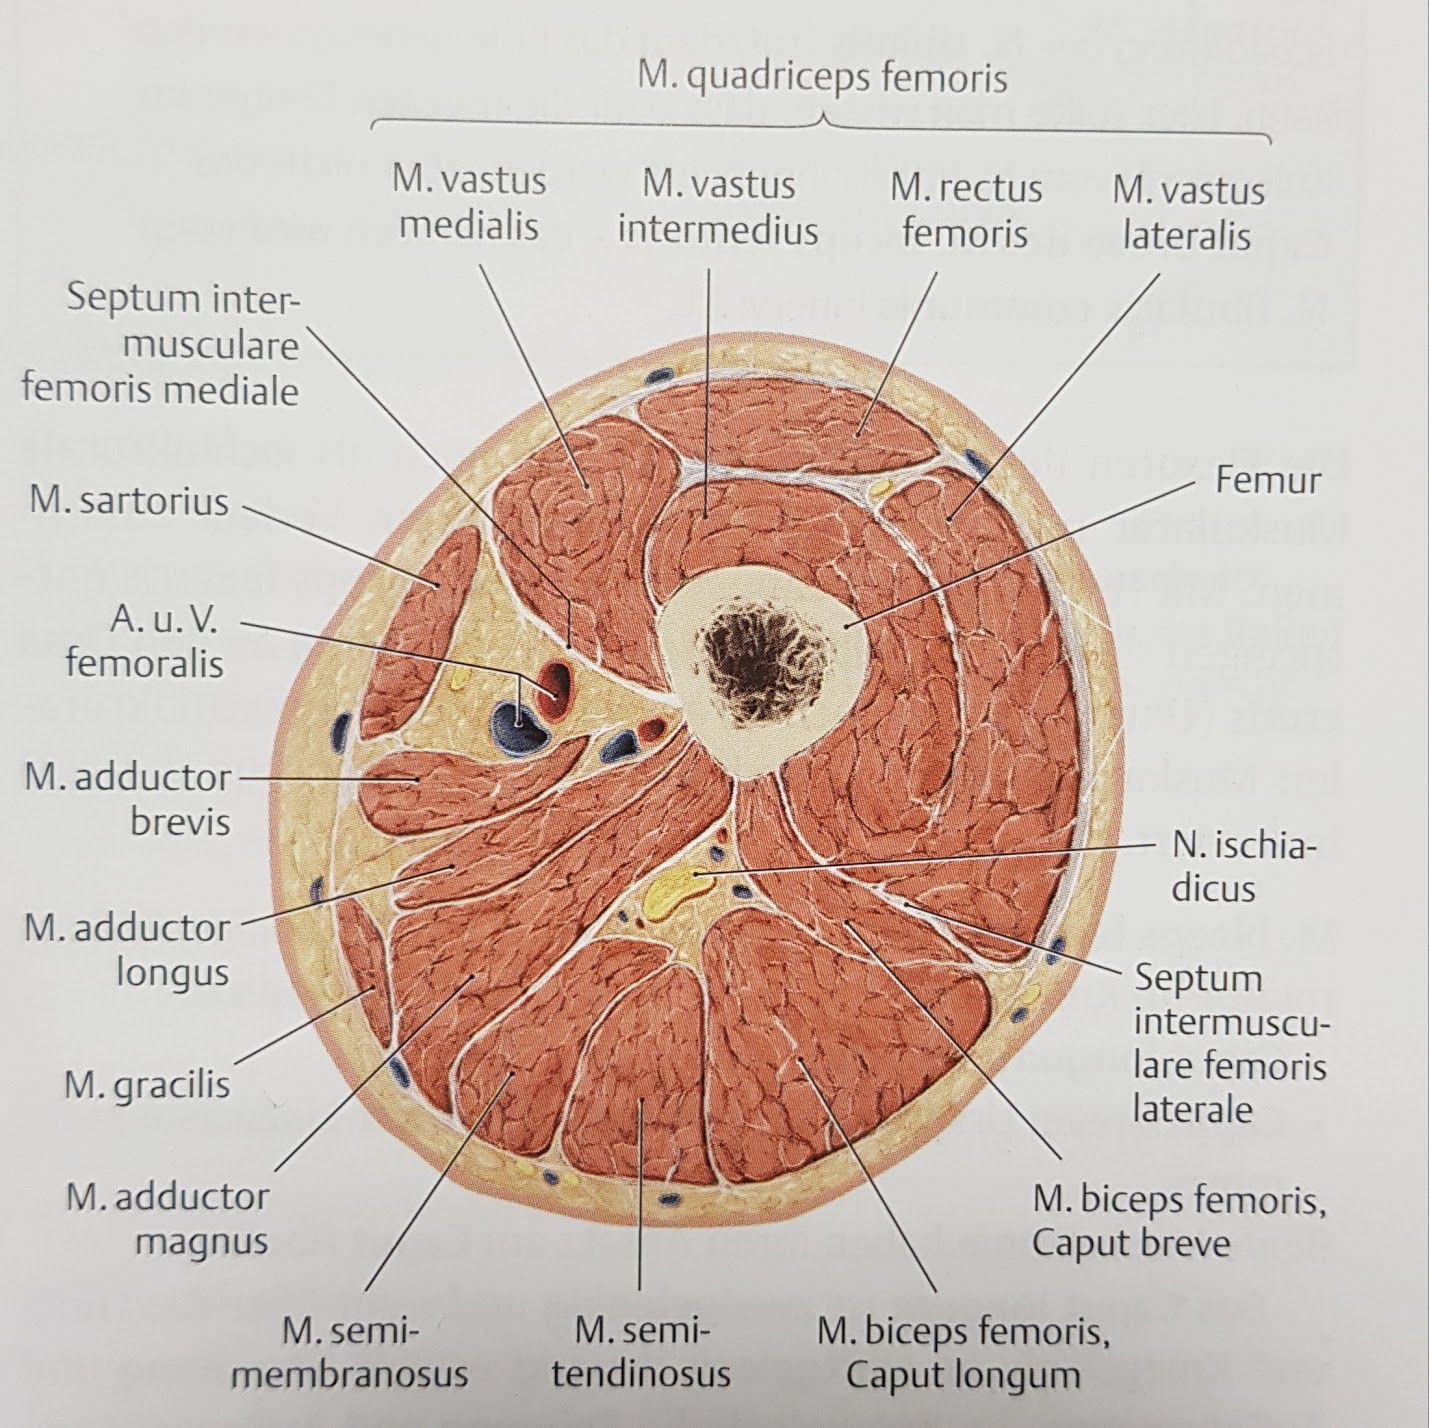 M. quadriceps femoris
M. vastus
medialis
M. vastus
intermedius
M. rectus
femoris
M. vastus
lateralis
Septum inter-
musculare
femoris mediale
M. sartorius
A. u. V.
femoralis
M. adductor
brevis
M. adductor
longus
M. gracilis
M. adductor
magnus
M. semi-
membranosus
M. semi-
tendinosus
M. biceps femoris,
Caput longum
M. biceps femoris,
Caput breve
Septum
intermuscu-
lare femoris
laterale
N. ischia-
dicus
Femur